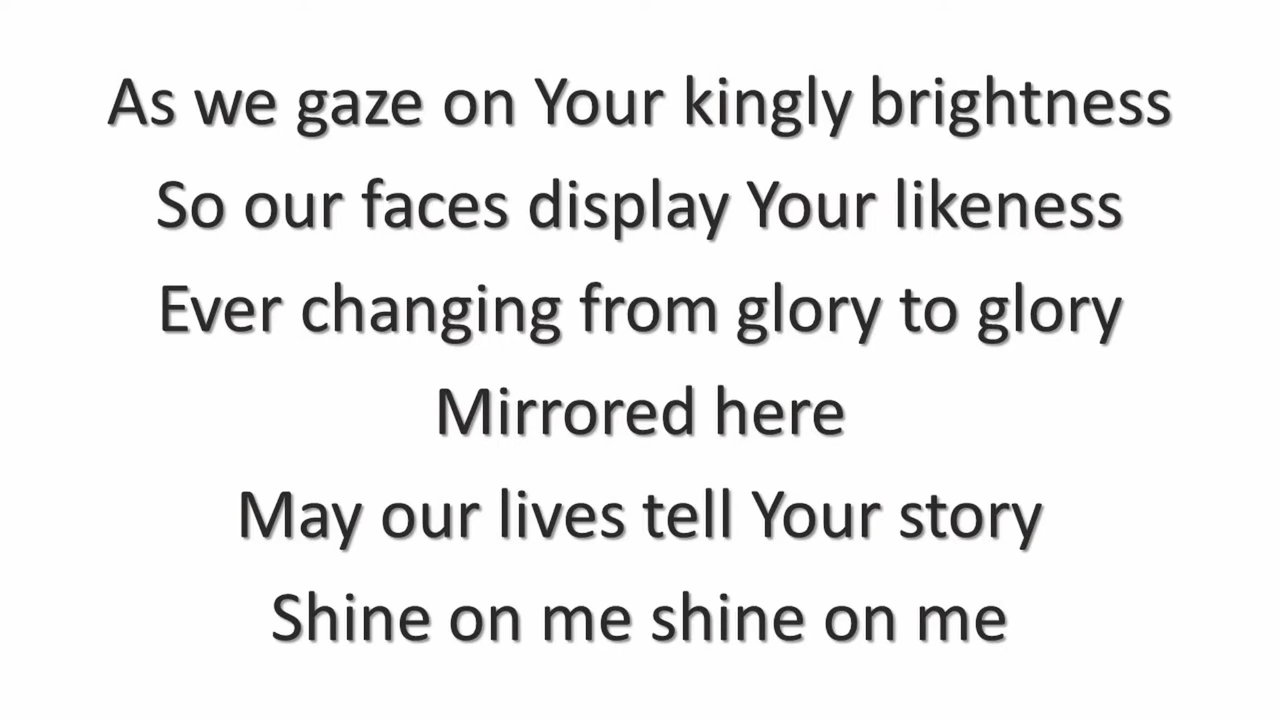 As we gaze on Your kingly brightness
So our faces display Your likeness
Ever changing from glory to glory
Mirrored here
May our lives tell Your story
Shine on me shine on me